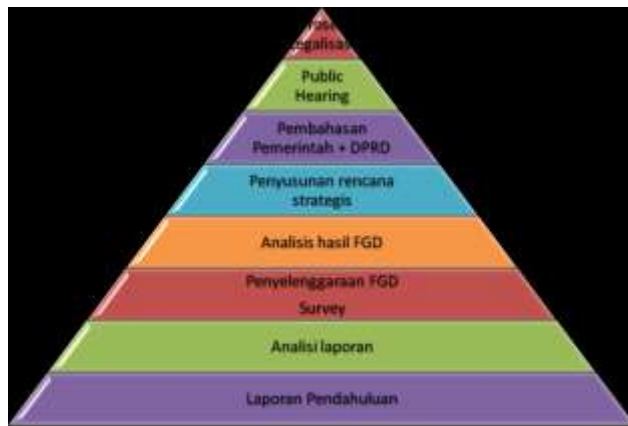 Public
Hearing
Pembahasan
Pemerintah + DPRD
Penyusunan rencana
strategis
Analisis hasil FGD
Penyelenggaraan FGD
Survey
Analisi laporan
Laporan Pendahuluan